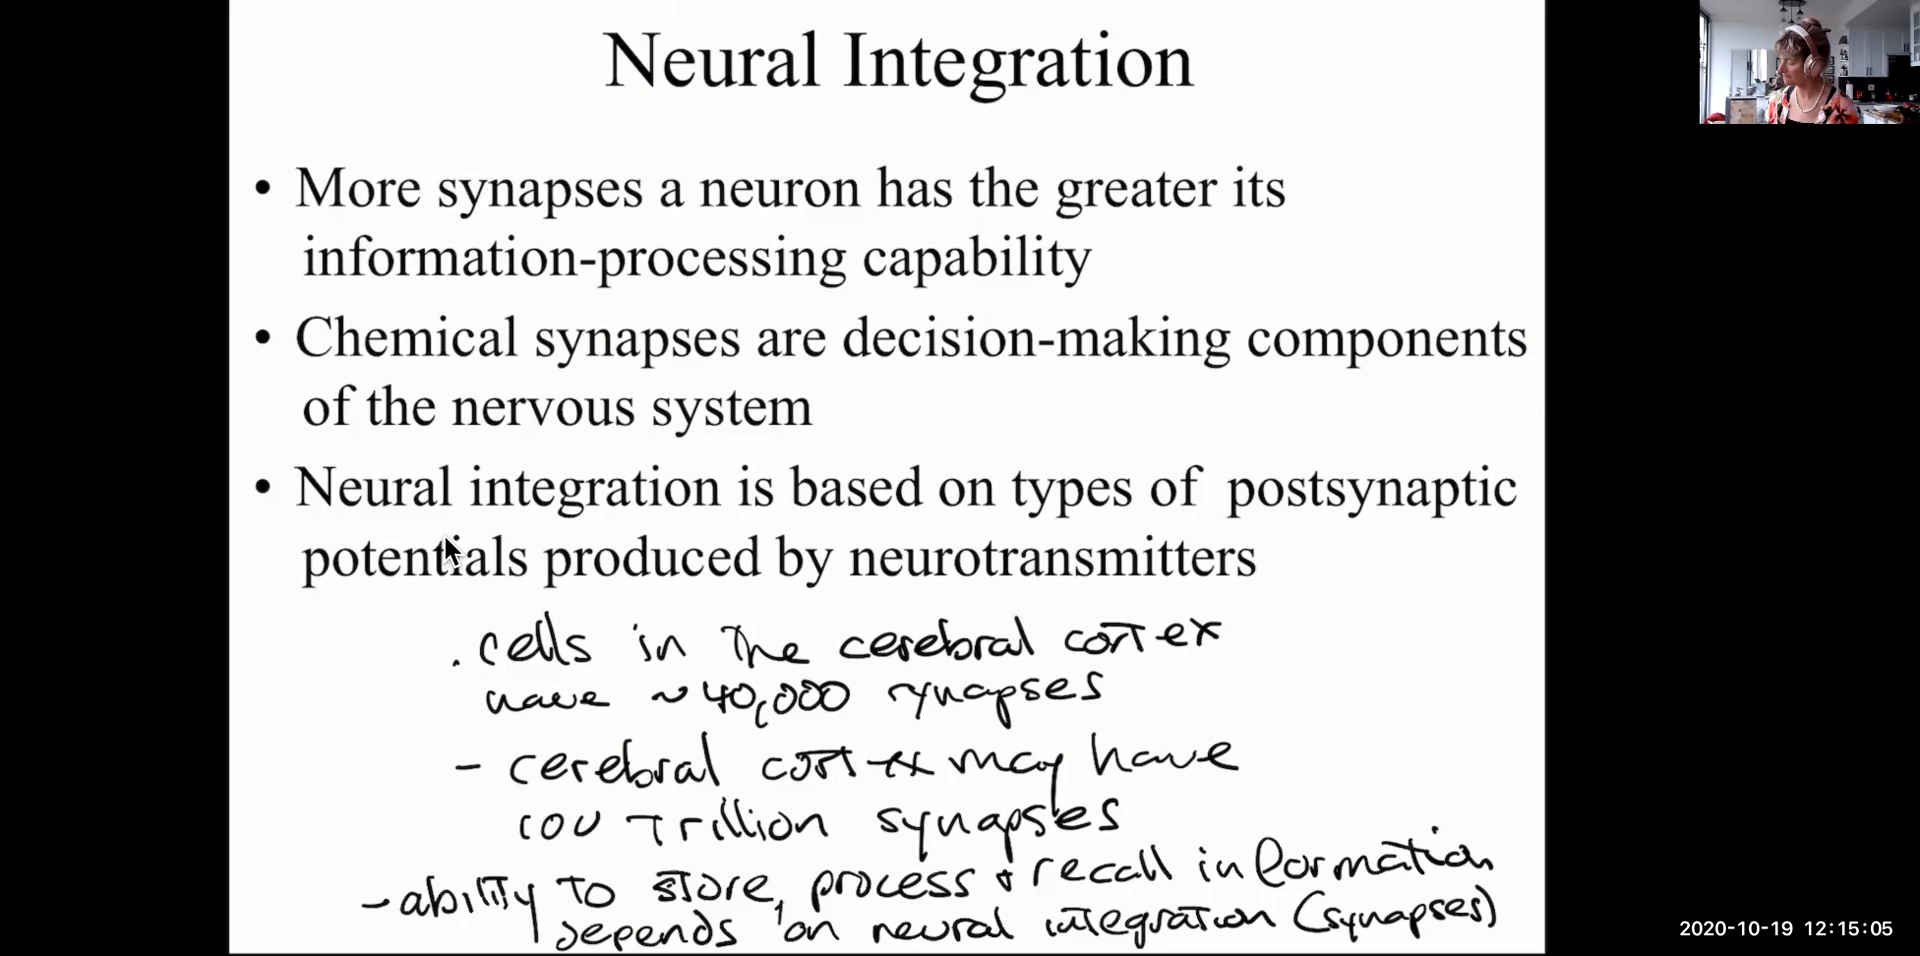 Neural Integration
• More synapses a neuron has the greater its
information-processing capability
• Chemical synapses are decision-making components
of the nervous system
• Neural integration is based on types of postsynaptic
potentials produced by neurotransmitters
. cells in the cerebral cortex
have ~ 40,000 synapses
- cerebral cortex may have
100 trillion synapses
- ability to store, process & recall information
depends on neural integration (synapses)
2020-10-19 12:15:05